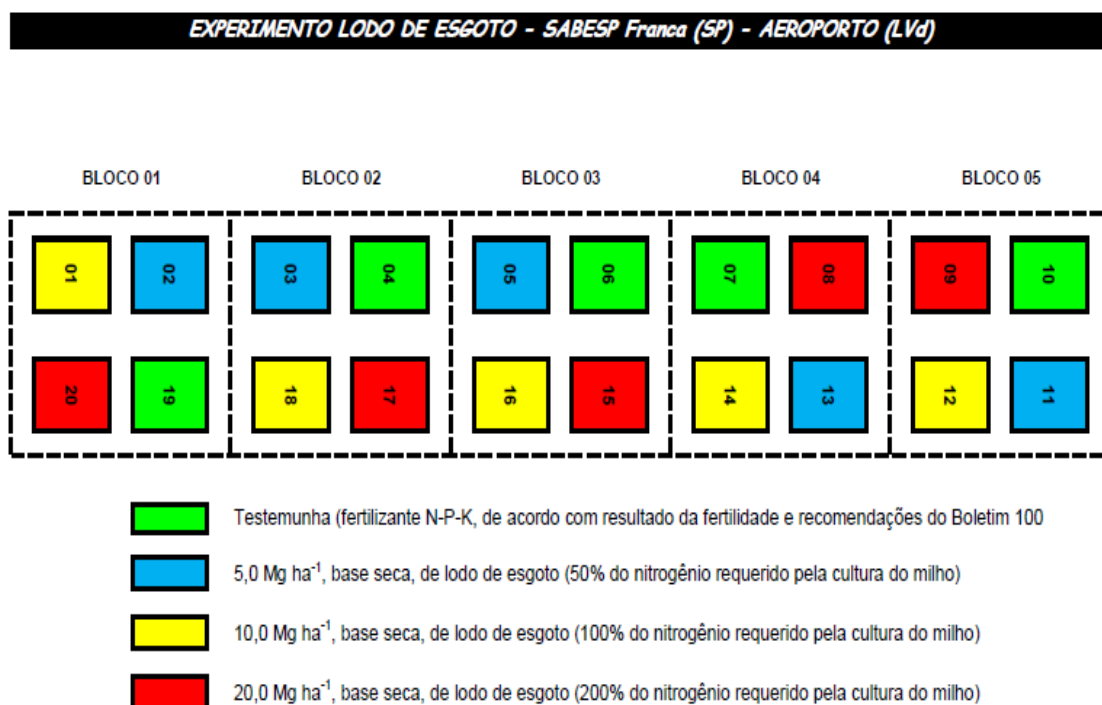 EXPERIMENTO LODO DE ESGOTO - SABESP Franca (SP) - AEROPORTO (LVd)
BLOCO 01 BLOCO 02 BLOCO 03 BLOCO 04 BLOCO 05
01 02 03 04 05 06 07 08 09 10
20 19 18 17 16 15 14 13 12 11
Testemunha (fertilizante N-P-K, de acordo com resultado da fertilidade e recomendações do Boletim 100
5,0 Mg ha⁻¹, base seca, de lodo de esgoto (50% do nitrogênio requerido pela cultura do milho)
10,0 Mg ha⁻¹, base seca, de lodo de esgoto (100% do nitrogênio requerido pela cultura do milho)
20,0 Mg ha⁻¹, base seca, de lodo de esgoto (200% do nitrogênio requerido pela cultura do milho)